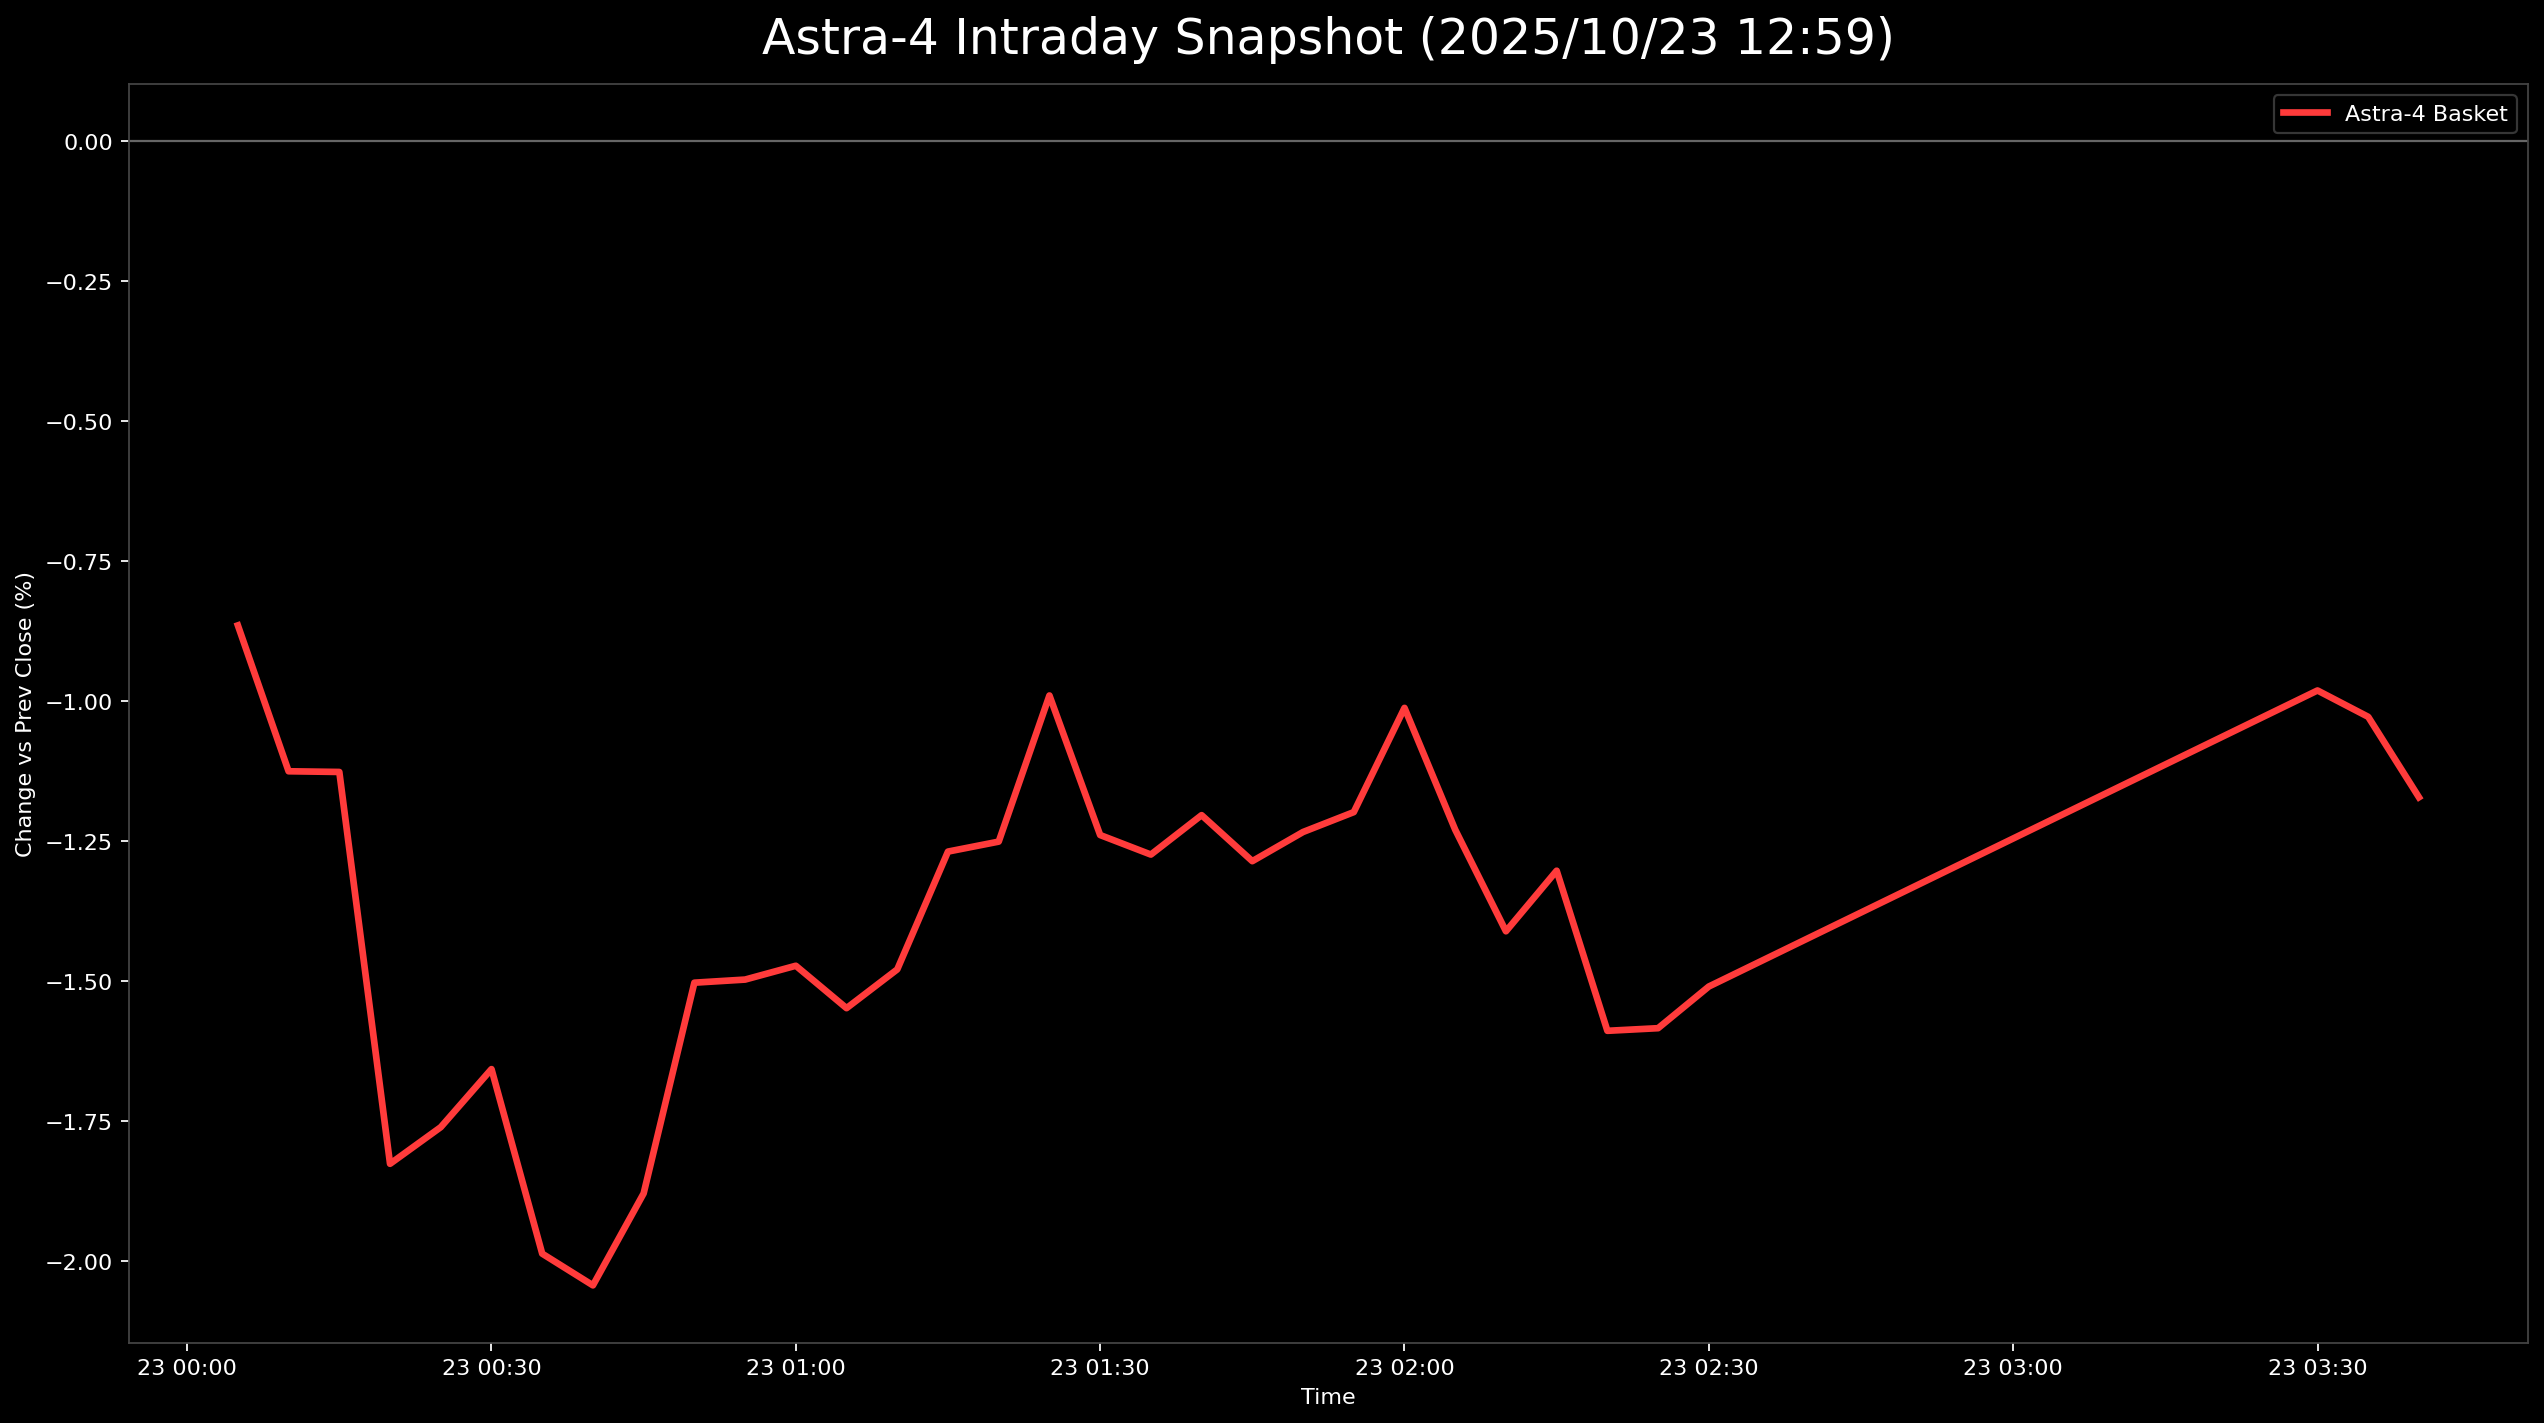 Astra-4 Intraday Snapshot (2025/10/23 12:59)
Astra-4 Basket
Change vs Prev Close (%)
0.00
−0.25
−0.50
−0.75
−1.00
−1.25
−1.50
−1.75
−2.00
23 00:00 23 00:30 23 01:00 23 01:30 23 02:00 23 02:30 23 03:00 23 03:30
Time